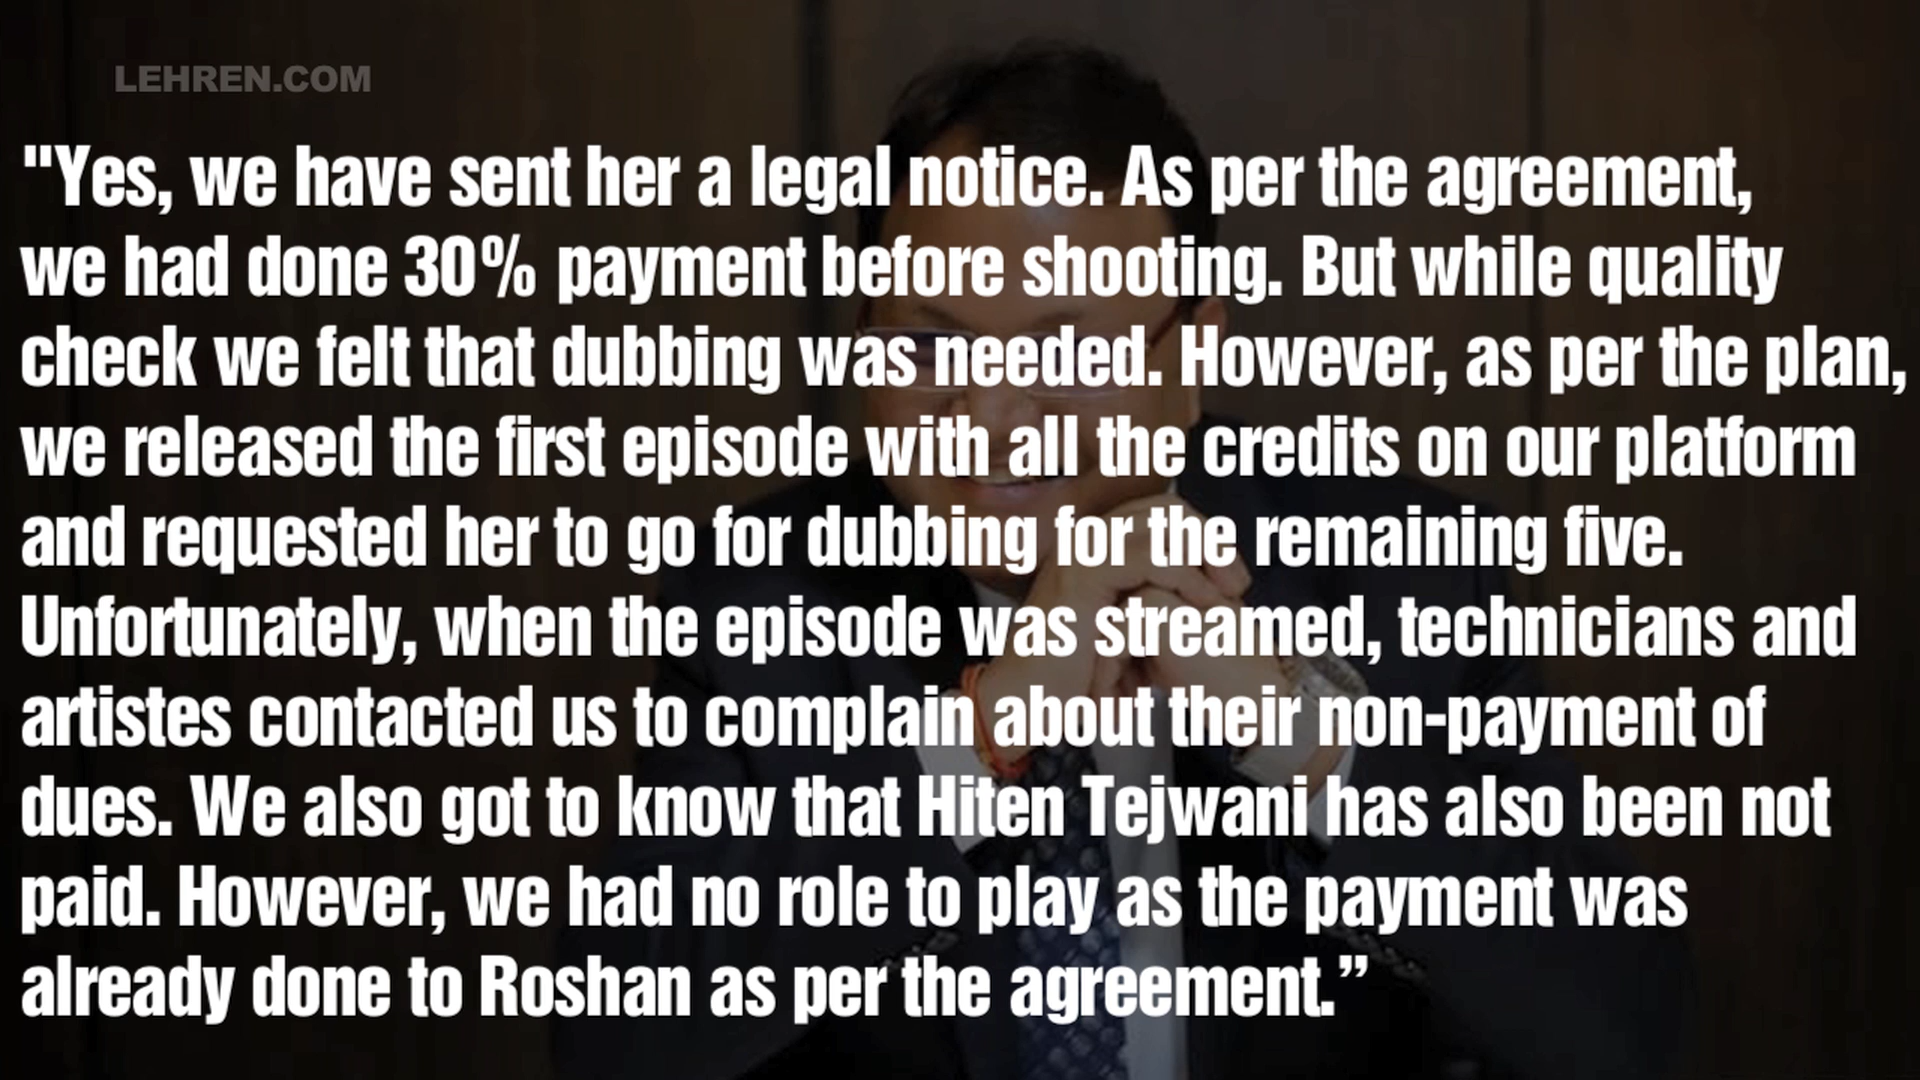 LEHREN.COM
"Yes, we have sent her a legal notice. As per the agreement,
we had done 30% payment before shooting. But while quality
check we felt that dubbing was needed. However, as per the plan,
we released the first episode with all the credits on our platform
and requested her to go for dubbing for the remaining five.
Unfortunately, when the episode was streamed, technicians and
artistes contacted us to complain about their non-payment of
dues. We also got to know that Hiten Tejwani has also been not
paid. However, we had no role to play as the payment was
already done to Roshan as per the agreement.”